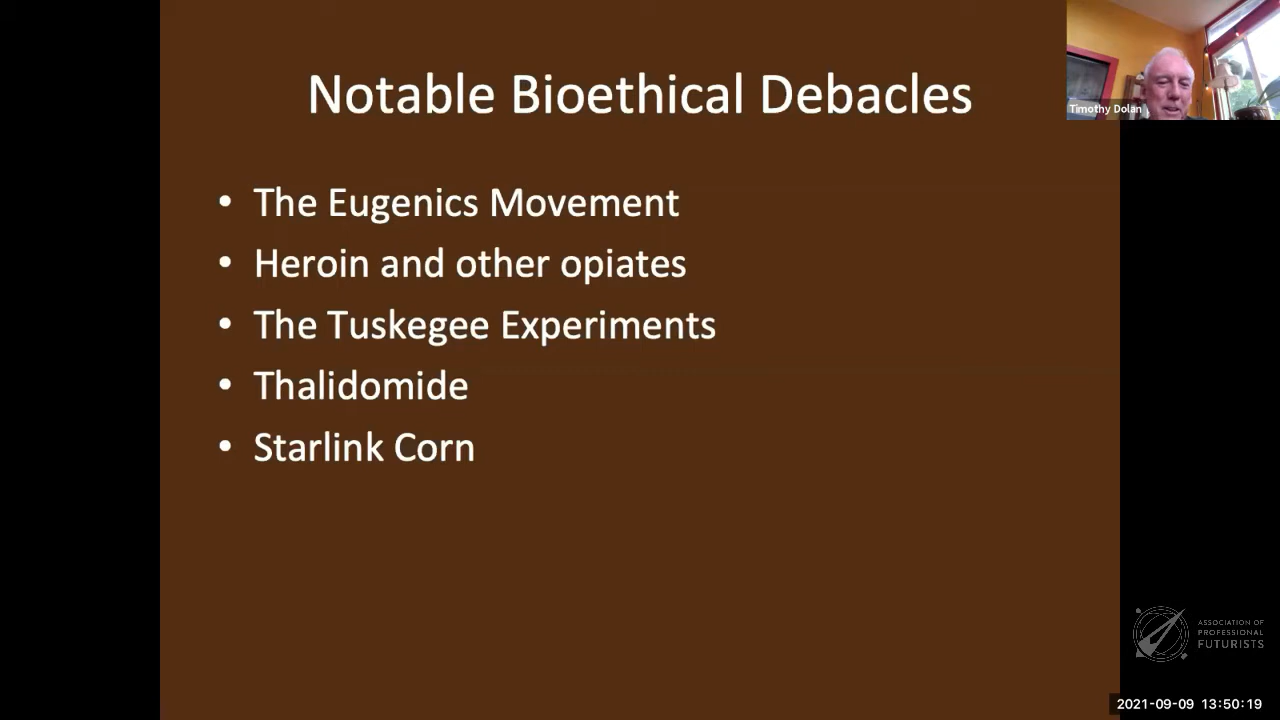 Notable Bioethical Debacles
Timothy Dolan
• The Eugenics Movement
• Heroin and other opiates
• The Tuskegee Experiments
• Thalidomide
• Starlink Corn
ASSOCIATION OF
PROFESSIONAL
FUTURISTS
2021-09-09 13:50:19